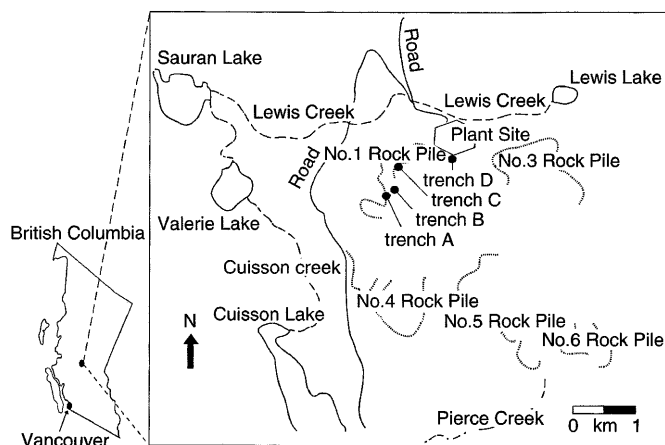 Sauran Lake
Road
Lewis Lake
Lewis Creek
Lewis Creek
Plant Site
No.1 Rock Pile
No.3 Rock Pile
Road
trench D
trench C
trench B
trench A
Valerie Lake
British Columbia
Cuisson creek
No.4 Rock Pile
Cuisson Lake
N
No.5 Rock Pile
No.6 Rock Pile
Pierce Creek
0 km 1
Vancouver